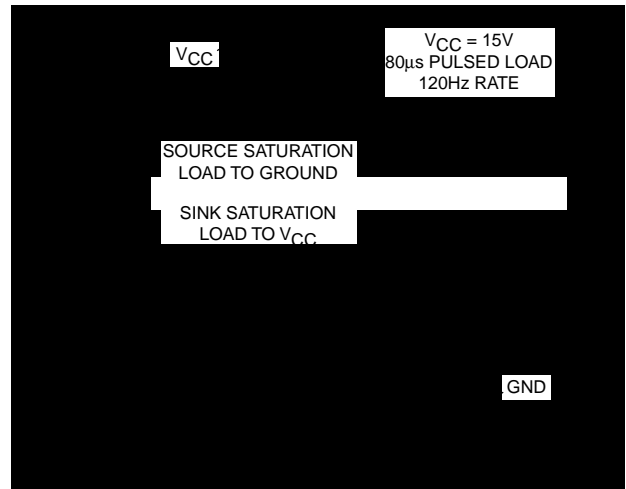 VCC
VCC = 15V
80µs PULSED LOAD
120Hz RATE
SOURCE SATURATION
LOAD TO GROUND
SINK SATURATION
LOAD TO VCC
GND